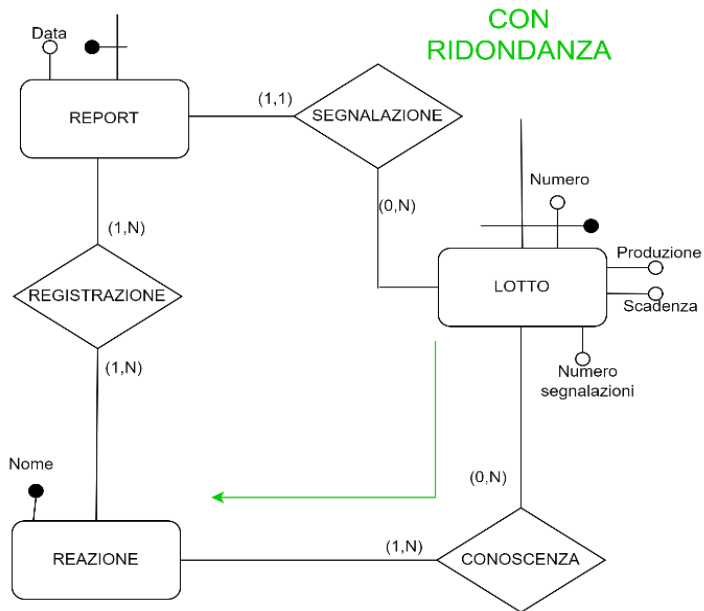 CON
RIDONDANZA
Data
REPORT
(1,1)
SEGNALAZIONE
(0,N)
Numero
(1,N)
Produzione
REGISTRAZIONE
LOTTO
Scadenza
(1,N)
Numero
segnalazioni
Nome
(0,N)
REAZIONE
(1,N)
CONOSCENZA